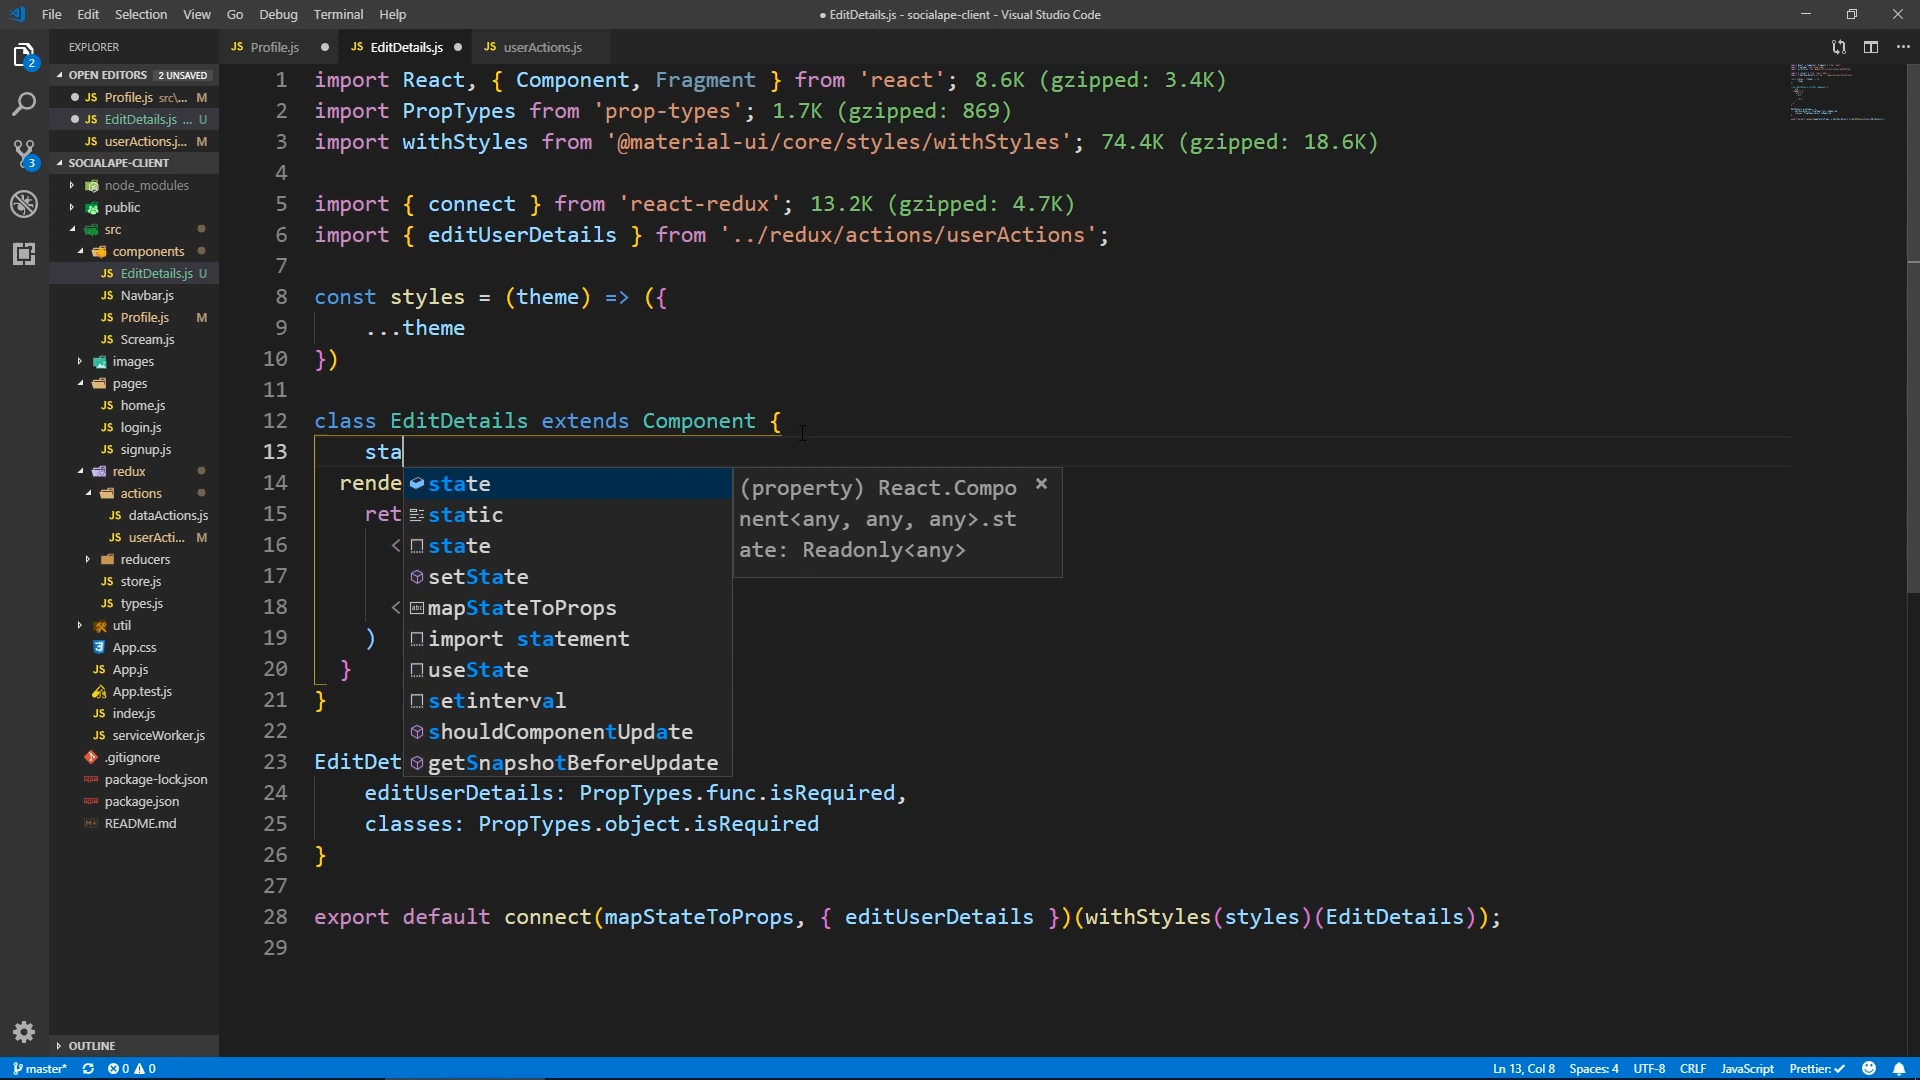 File Edit Selection View Go Debug Terminal Help
● EditDetails.js - socialape-client - Visual Studio Code
EXPLORER
JS Profile.js
JS EditDetails.js
JS userActions.js
OPEN EDITORS 2 UNSAVED
JS Profile.js src\... M
JS EditDetails.js ... U
JS userActions.j... M
SOCIALAPE-CLIENT
node_modules
public
src
components
JS EditDetails.js U
JS Navbar.js
JS Profile.js M
JS Scream.js
images
pages
JS home.js
JS login.js
JS signup.js
redux
actions
JS dataActions.js
JS userActi... M
reducers
JS store.js
JS types.js
util
App.css
JS App.js
App.test.js
JS index.js
JS serviceWorker.js
.gitignore
package-lock.json
package.json
README.md
OUTLINE
2
3
1 import React, { Component, Fragment } from 'react'; 8.6K (gzipped: 3.4K)
2 import PropTypes from 'prop-types'; 1.7K (gzipped: 869)
3 import withStyles from '@material-ui/core/styles/withStyles'; 74.4K (gzipped: 18.6K)
4
5 import { connect } from 'react-redux'; 13.2K (gzipped: 4.7K)
6 import { editUserDetails } from '../redux/actions/userActions';
7
8 const styles = (theme) => ({
9 ...theme
10 })
11
12 class EditDetails extends Component {
13 sta
14 rende
15 ret
16 <
17
18 <
19 )
20 }
21 }
22
23 EditDet
24 editUserDetails: PropTypes.func.isRequired,
25 classes: PropTypes.object.isRequired
26 }
27
28 export default connect(mapStateToProps, { editUserDetails })(withStyles(styles)(EditDetails));
29
state
static
state
setState
mapStateToProps
import statement
useState
setinterval
shouldComponentUpdate
getSnapshotBeforeUpdate
(property) React.Compo
nent<any, any, any>.st
ate: Readonly<any>
master* 0 0
Ln 13, Col 8 Spaces: 4 UTF-8 CRLF JavaScript Prettier: ✓